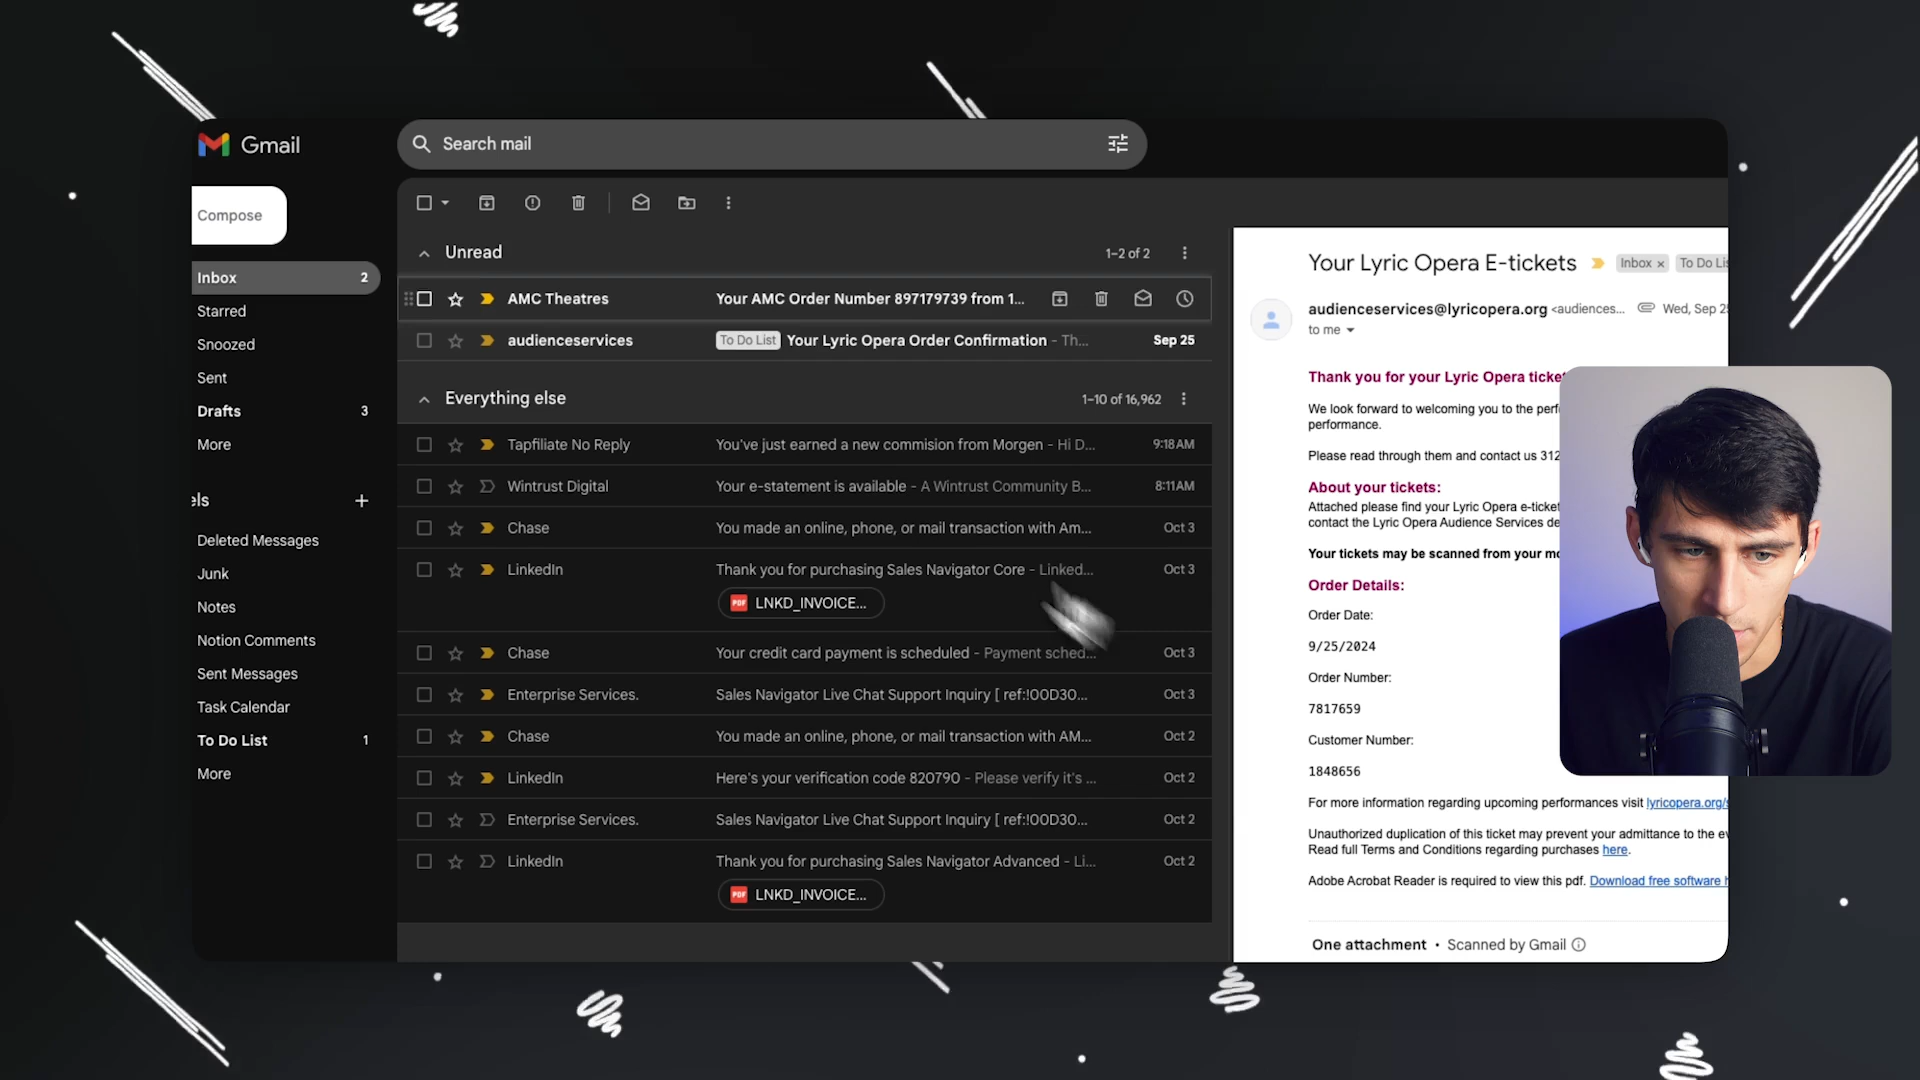 Gmail
Search mail
Compose
Inbox 2
Starred
Snoozed
Sent
Drafts 3
More
els
Deleted Messages
Junk
Notes
Notion Comments
Sent Messages
Task Calendar
To Do List 1
More
Unread 1–2 of 2
AMC Theatres Your AMC Order Number 897179739 from 1...
audienceservices To Do List Your Lyric Opera Order Confirmation - Th... Sep 25
Everything else 1–10 of 16,962
Tapfiliate No Reply You've just earned a new commision from Morgen - Hi D... 9:18 AM
Wintrust Digital Your e-statement is available - A Wintrust Community B... 8:11 AM
Chase You made an online, phone, or mail transaction with Am... Oct 3
LinkedIn Thank you for purchasing Sales Navigator Core - Linked... Oct 3
PDF LNKD_INVOICE...
Chase Your credit card payment is scheduled - Payment sched... Oct 3
Enterprise Services. Sales Navigator Live Chat Support Inquiry [ ref:!00D30... Oct 3
Chase You made an online, phone, or mail transaction with AM... Oct 2
LinkedIn Here's your verification code 820790 - Please verify it's ... Oct 2
Enterprise Services. Sales Navigator Live Chat Support Inquiry [ ref:!00D30... Oct 2
LinkedIn Thank you for purchasing Sales Navigator Advanced - Li... Oct 2
PDF LNKD_INVOICE...
Your Lyric Opera E-tickets Inbox x To Do Lis
audienceservices@lyricopera.org <audiences... Wed, Sep 25
to me
Thank you for your Lyric Opera ticket
We look forward to welcoming you to the perf
performance.
Please read through them and contact us 312
About your tickets:
Attached please find your Lyric Opera e-ticket
contact the Lyric Opera Audience Services de
Your tickets may be scanned from your mo
Order Details:
Order Date:
9/25/2024
Order Number:
7817659
Customer Number:
1848656
For more information regarding upcoming performances visit lyricopera.org/s
Unauthorized duplication of this ticket may prevent your admittance to the ev
Read full Terms and Conditions regarding purchases here.
Adobe Acrobat Reader is required to view this pdf. Download free software h
One attachment • Scanned by Gmail